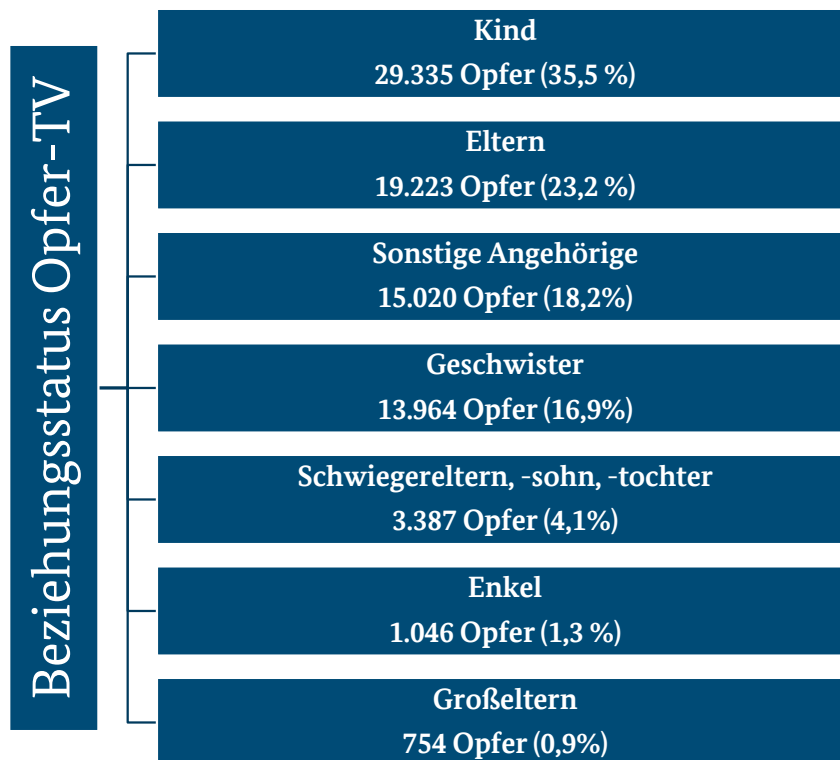 Beziehungsstatus Opfer-TV
Kind
29.335 Opfer (35,5 %)
Eltern
19.223 Opfer (23,2 %)
Sonstige Angehörige
15.020 Opfer (18,2%)
Geschwister
13.964 Opfer (16,9%)
Schwiegereltern, -sohn, -tochter
3.387 Opfer (4,1%)
Enkel
1.046 Opfer (1,3 %)
Großeltern
754 Opfer (0,9%)